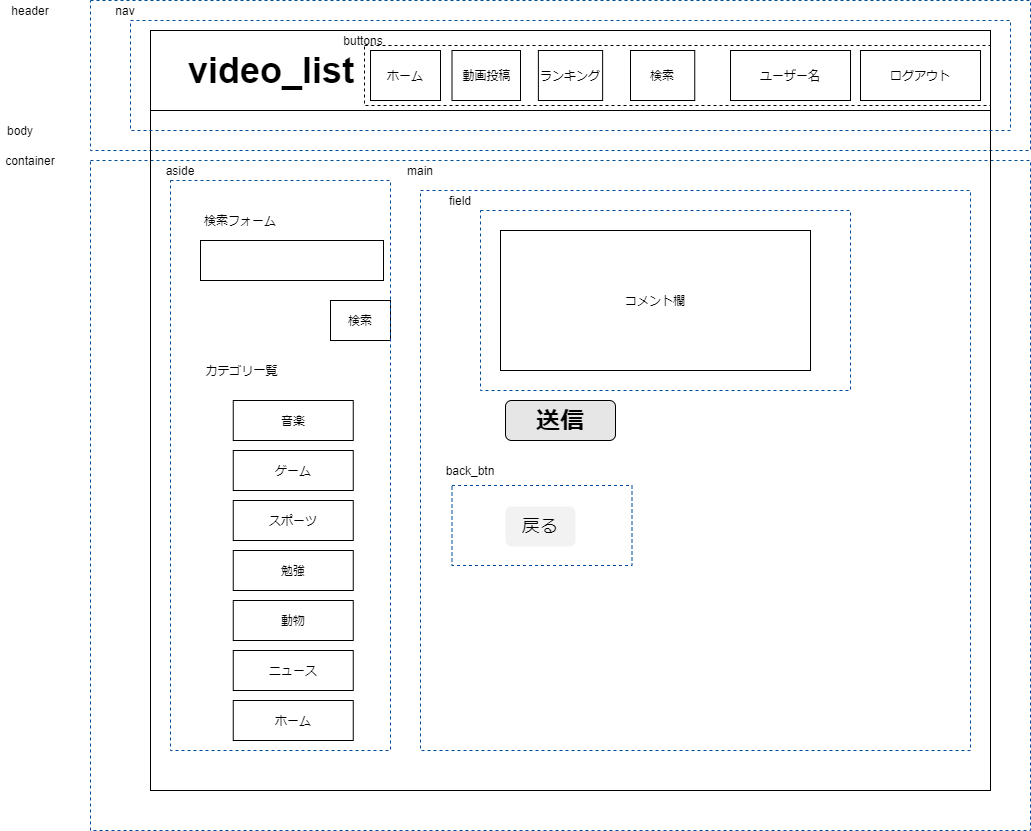 header
nav
buttons
video_list
ホーム
動画投稿
ランキング
検索
ユーザー名
ログアウト
body
container
aside
main
field
検索フォーム
検索
カテゴリ一覧
音楽
ゲーム
スポーツ
勉強
動物
ニュース
ホーム
コメント欄
送信
back_btn
戻る